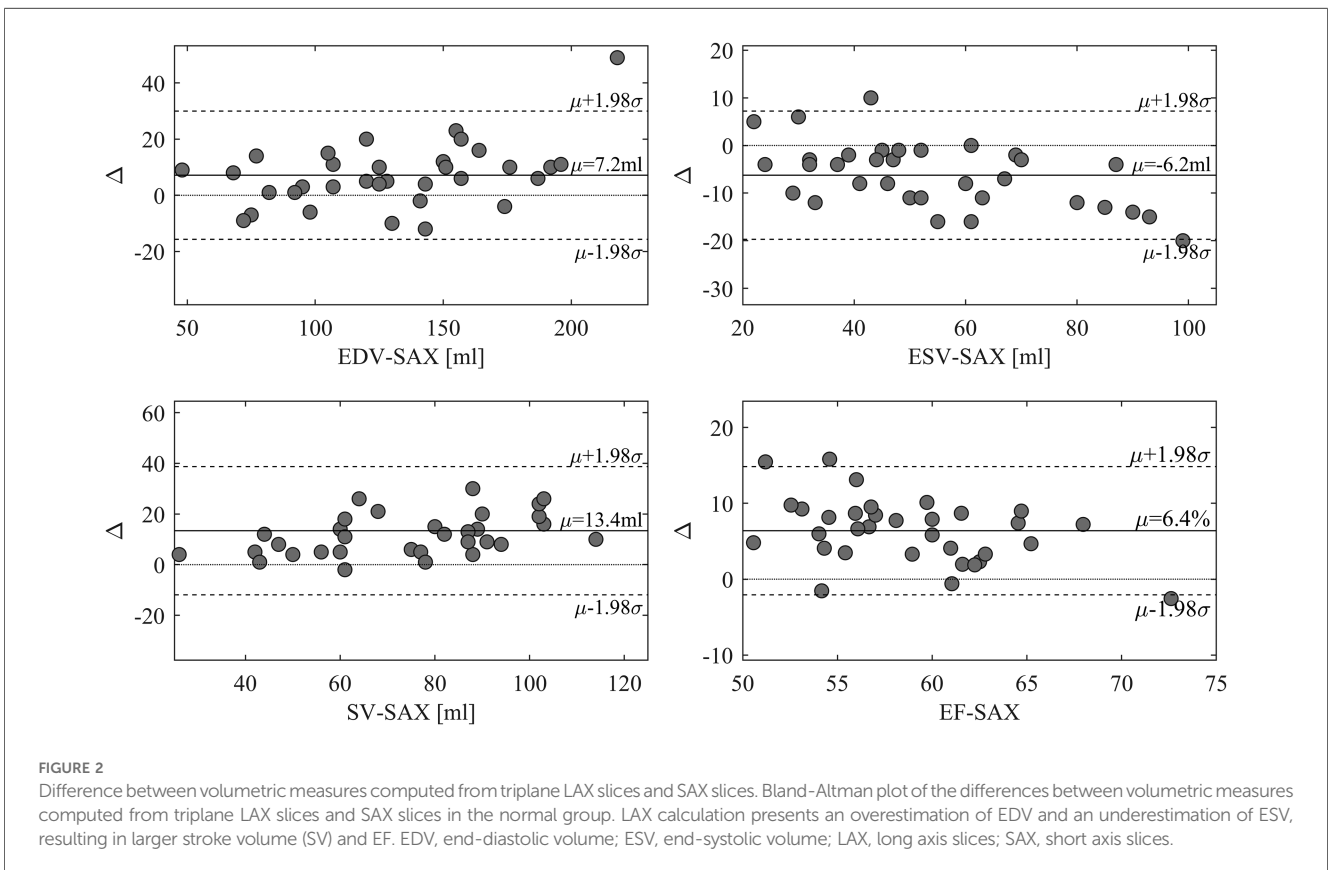 40
20
0
-20
Δ
μ+1.98σ
μ=7.2ml
μ-1.98σ
50 100 150 200
EDV-SAX [ml]
20
10
0
-10
-20
-30
Δ
μ+1.98σ
μ=-6.2ml
μ-1.98σ
20 40 60 80 100
ESV-SAX [ml]
60
40
20
0
-20
Δ
μ+1.98σ
μ=13.4ml
μ-1.98σ
40 60 80 100 120
SV-SAX [ml]
20
10
0
-10
Δ
μ+1.98σ
μ=6.4%
μ-1.98σ
50 55 60 65 70 75
EF-SAX
FIGURE 2
Difference between volumetric measures computed from triplane LAX slices and SAX slices. Bland-Altman plot of the differences between volumetric measures
computed from triplane LAX slices and SAX slices in the normal group. LAX calculation presents an overestimation of EDV and an underestimation of ESV,
resulting in larger stroke volume (SV) and EF. EDV, end-diastolic volume; ESV, end-systolic volume; LAX, long axis slices; SAX, short axis slices.